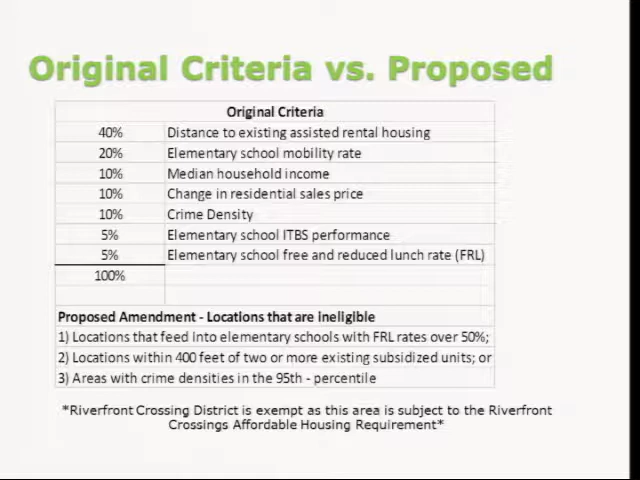 Original Criteria vs. Proposed
Original Criteria
40% Distance to existing assisted rental housing
20% Elementary school mobility rate
10% Median household income
10% Change in residential sales price
10% Crime Density
5% Elementary school ITBS performance
5% Elementary school free and reduced lunch rate (FRL)
100%
Proposed Amendment - Locations that are ineligible
1) Locations that feed into elementary schools with FRL rates over 50%;
2) Locations within 400 feet of two or more existing subsidized units; or
3) Areas with crime densities in the 95th - percentile
*Riverfront Crossing District is exempt as this area is subject to the Riverfront
Crossings Affordable Housing Requirement*